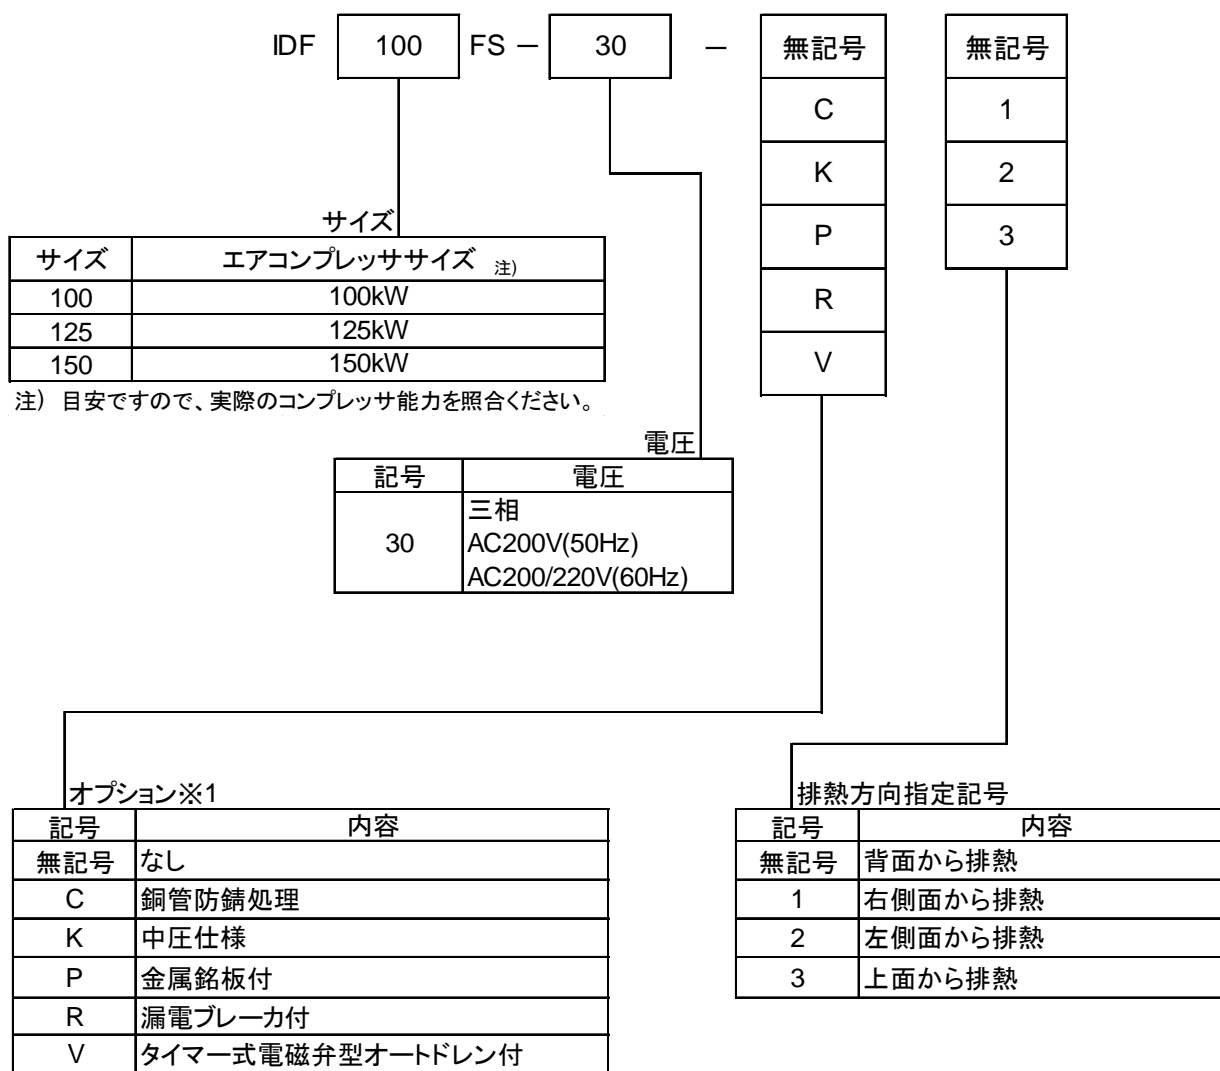 IDF 100 FS － 30 － 無記号 無記号
C 1
K 2
P 3
R
V
サイズ
サイズ エアコンプレッササイズ 注)
100 100kW
125 125kW
150 150kW
注) 目安ですので、実際のコンプレッサ能力を照合ください。
電圧
記号 電圧
30 三相
AC200V(50Hz)
AC200/220V(60Hz)
オプション※1
記号 内容
無記号 なし
C 銅管防錆処理
K 中圧仕様
P 金属銘板付
R 漏電ブレーカ付
V タイマー式電磁弁型オートドレン付
排熱方向指定記号
記号 内容
無記号 背面から排熱
1 右側面から排熱
2 左側面から排熱
3 上面から排熱